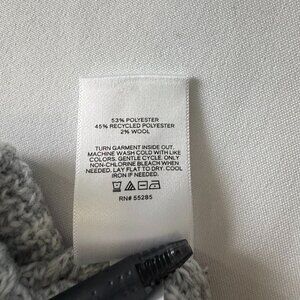 53% POLYESTER
45% RECYCLED POLYESTER
2% WOOL
TURN GARMENT INSIDE OUT.
MACHINE WASH COLD WITH LIKE
COLORS. GENTLE CYCLE. ONLY
NON-CHLORINE BLEACH WHEN
NEEDED. LAY FLAT TO DRY. COOL
IRON IF NEEDED.
RN# 55285